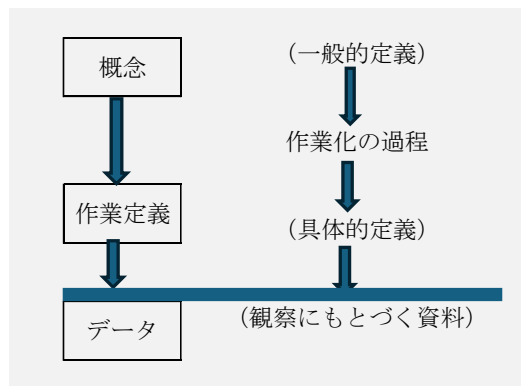 概念
(一般的定義)
作業化の過程
作業定義
(具体的定義)
データ
(観察にもとづく資料)